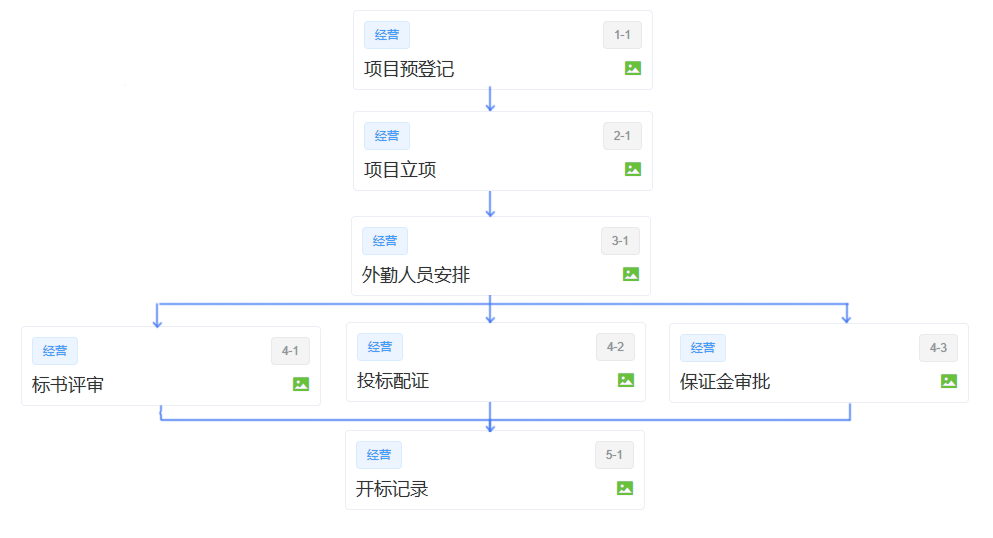 经营 1-1
项目预登记
经营 2-1
项目立项
经营 3-1
外勤人员安排
经营 4-1
标书评审
经营 4-2
投标配证
经营 4-3
保证金审批
经营 5-1
开标记录